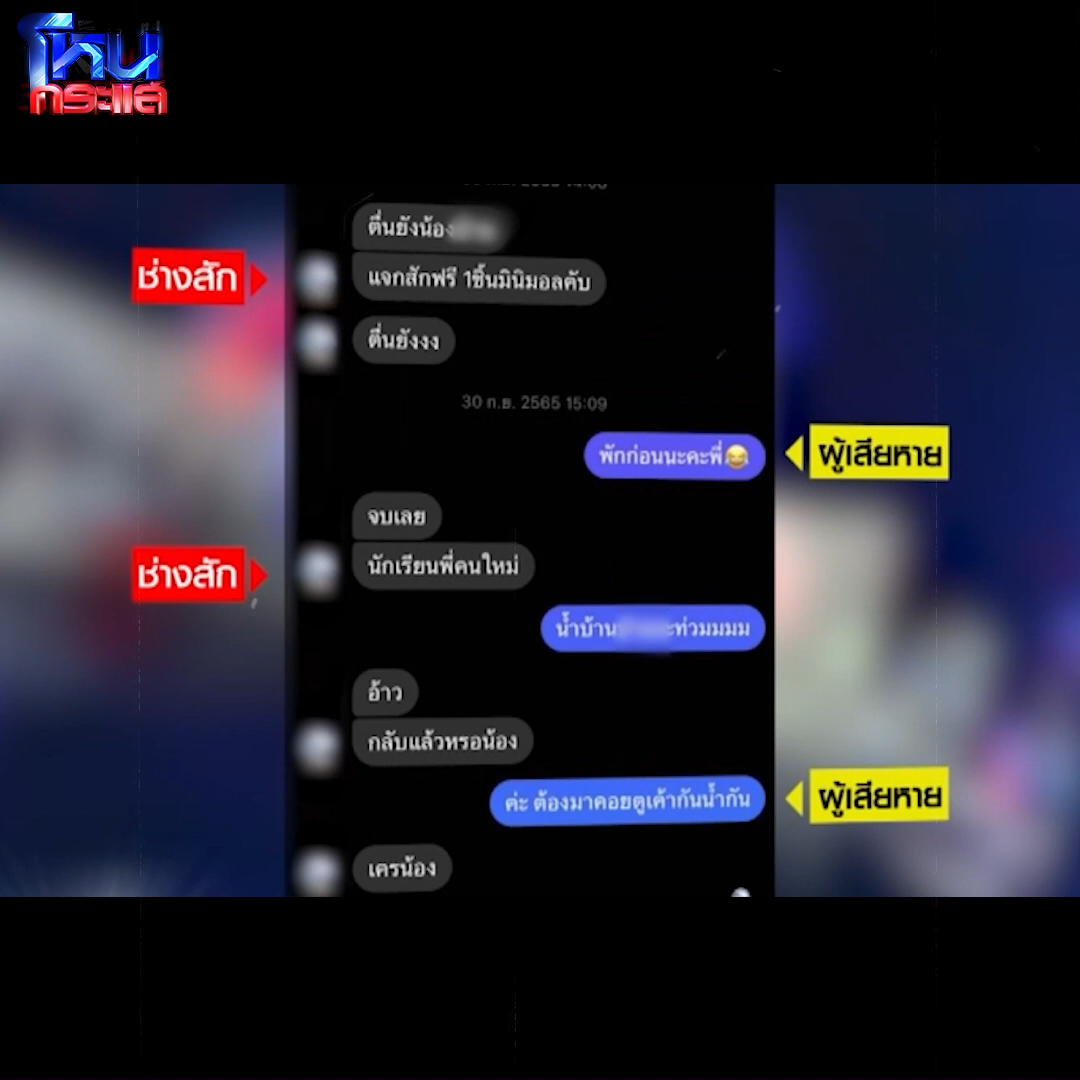 โหนกระแส
ตื่นยังน้อง
ช่างสัก
แจกสักฟรี 1ชิ้นมินิมอลคับ
ตื่นยังงง
30 ก.ย. 2565 15:09
พักก่อนนะคะพี่😂
ผู้เสียหาย
จบเลย
ช่างสัก
นักเรียนพี่คนใหม่
น้ำบ้าน ท่วมมมม
อ้าว
กลับแล้วหรอน้อง
ค่ะ ต้องมาคอยดูเค้ากันน้ำกัน
ผู้เสียหาย
เครน้อง